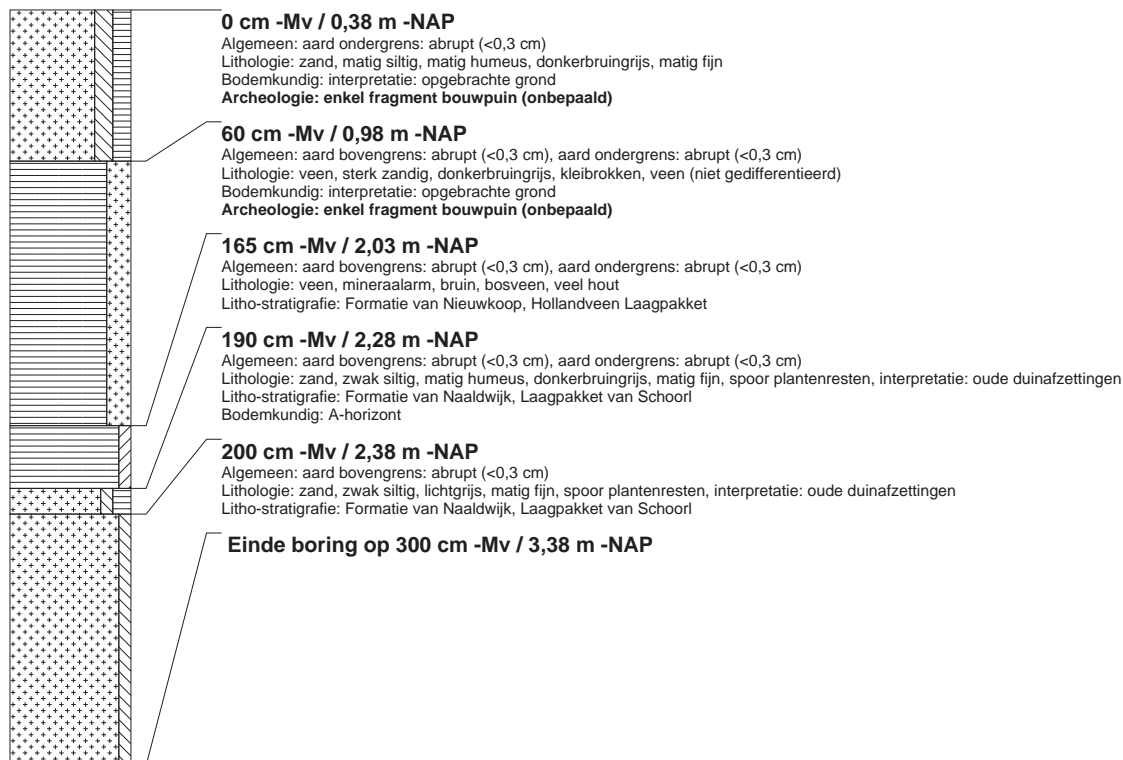 0 cm -Mv / 0,38 m -NAP
Algemeen: aard ondergrens: abrupt (<0,3 cm)
Lithologie: zand, matig siltig, matig humeus, donkerbruingrijs, matig fijn
Bodemkundig: interpretatie: opgebrachte grond
Archeologie: enkel fragment bouwpuin (onbepaald)
60 cm -Mv / 0,98 m -NAP
Algemeen: aard bovengrens: abrupt (<0,3 cm), aard ondergrens: abrupt (<0,3 cm)
Lithologie: veen, sterk zandig, donkerbruingrijs, kleibrokken, veen (niet gedifferentieerd)
Bodemkundig: interpretatie: opgebrachte grond
Archeologie: enkel fragment bouwpuin (onbepaald)
165 cm -Mv / 2,03 m -NAP
Algemeen: aard bovengrens: abrupt (<0,3 cm), aard ondergrens: abrupt (<0,3 cm)
Lithologie: veen, mineraalarm, bruin, bosveen, veel hout
Litho-stratigrafie: Formatie van Nieuwkoop, Hollandveen Laagpakket
190 cm -Mv / 2,28 m -NAP
Algemeen: aard bovengrens: abrupt (<0,3 cm), aard ondergrens: abrupt (<0,3 cm)
Lithologie: zand, zwak siltig, matig humeus, donkerbruingrijs, matig fijn, spoor plantenresten, interpretatie: oude duinafzettingen
Litho-stratigrafie: Formatie van Naaldwijk, Laagpakket van Schoorl
Bodemkundig: A-horizont
200 cm -Mv / 2,38 m -NAP
Algemeen: aard bovengrens: abrupt (<0,3 cm)
Lithologie: zand, zwak siltig, lichtgrijs, matig fijn, spoor plantenresten, interpretatie: oude duinafzettingen
Litho-stratigrafie: Formatie van Naaldwijk, Laagpakket van Schoorl
Einde boring op 300 cm -Mv / 3,38 m -NAP